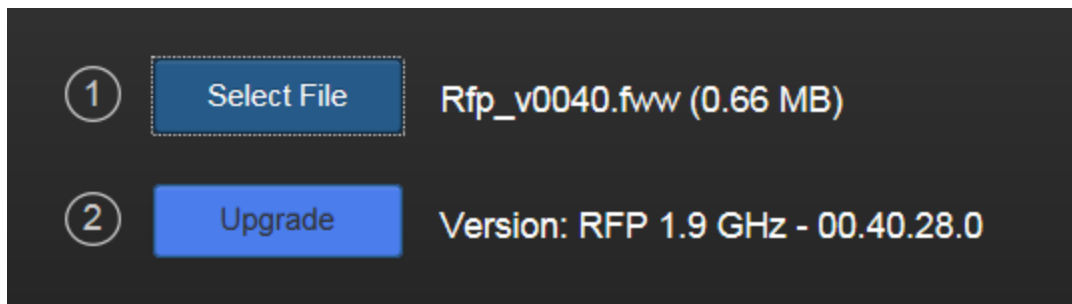 1 Select File Rfp_v0040.fww (0.66 MB)
2 Upgrade Version: RFP 1.9 GHz - 00.40.28.0